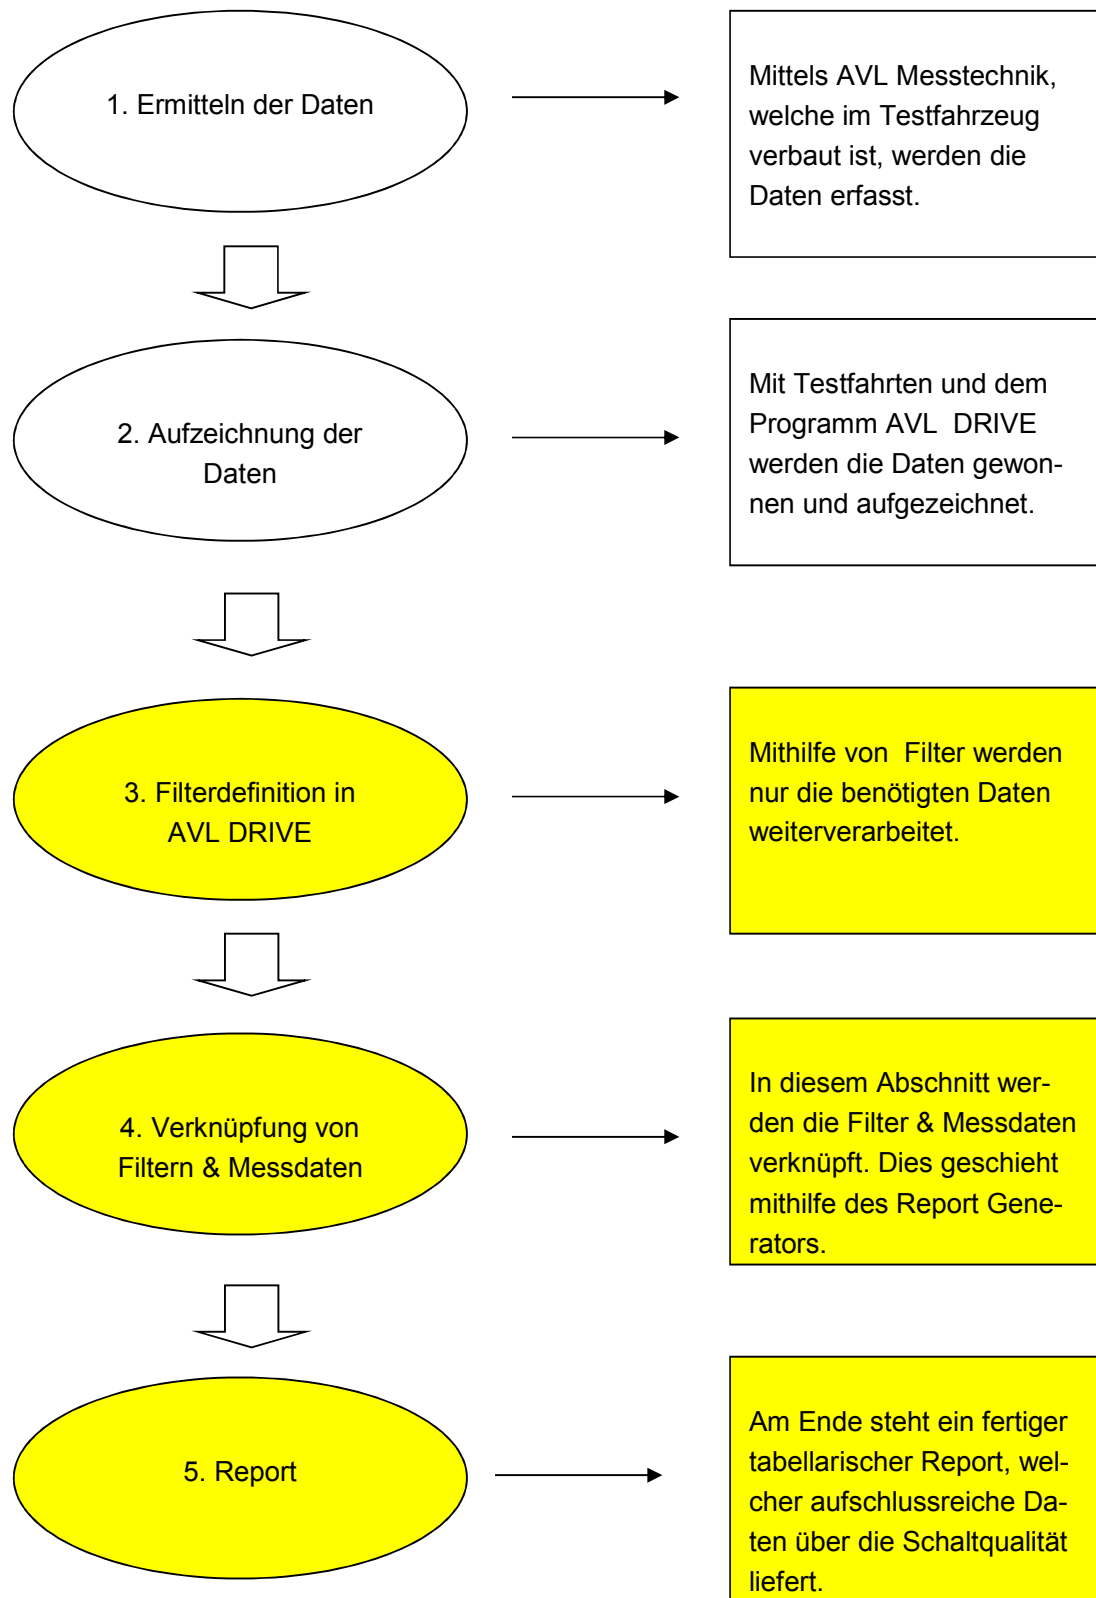 1. Ermitteln der Daten
Mittels AVL Messtechnik,
welche im Testfahrzeug
verbaut ist, werden die
Daten erfasst.
2. Aufzeichnung der
Daten
Mit Testfahrten und dem
Programm AVL  DRIVE
werden die Daten gewon-
nen und aufgezeichnet.
3. Filterdefinition in
AVL DRIVE
Mithilfe von  Filter werden
nur die benötigten Daten
weiterverarbeitet.
4. Verknüpfung von
Filtern & Messdaten
In diesem Abschnitt wer-
den die Filter & Messdaten
verknüpft. Dies geschieht
mithilfe des Report Gene-
rators.
5. Report
Am Ende steht ein fertiger
tabellarischer Report, wel-
cher aufschlussreiche Da-
ten über die Schaltqualität
liefert.